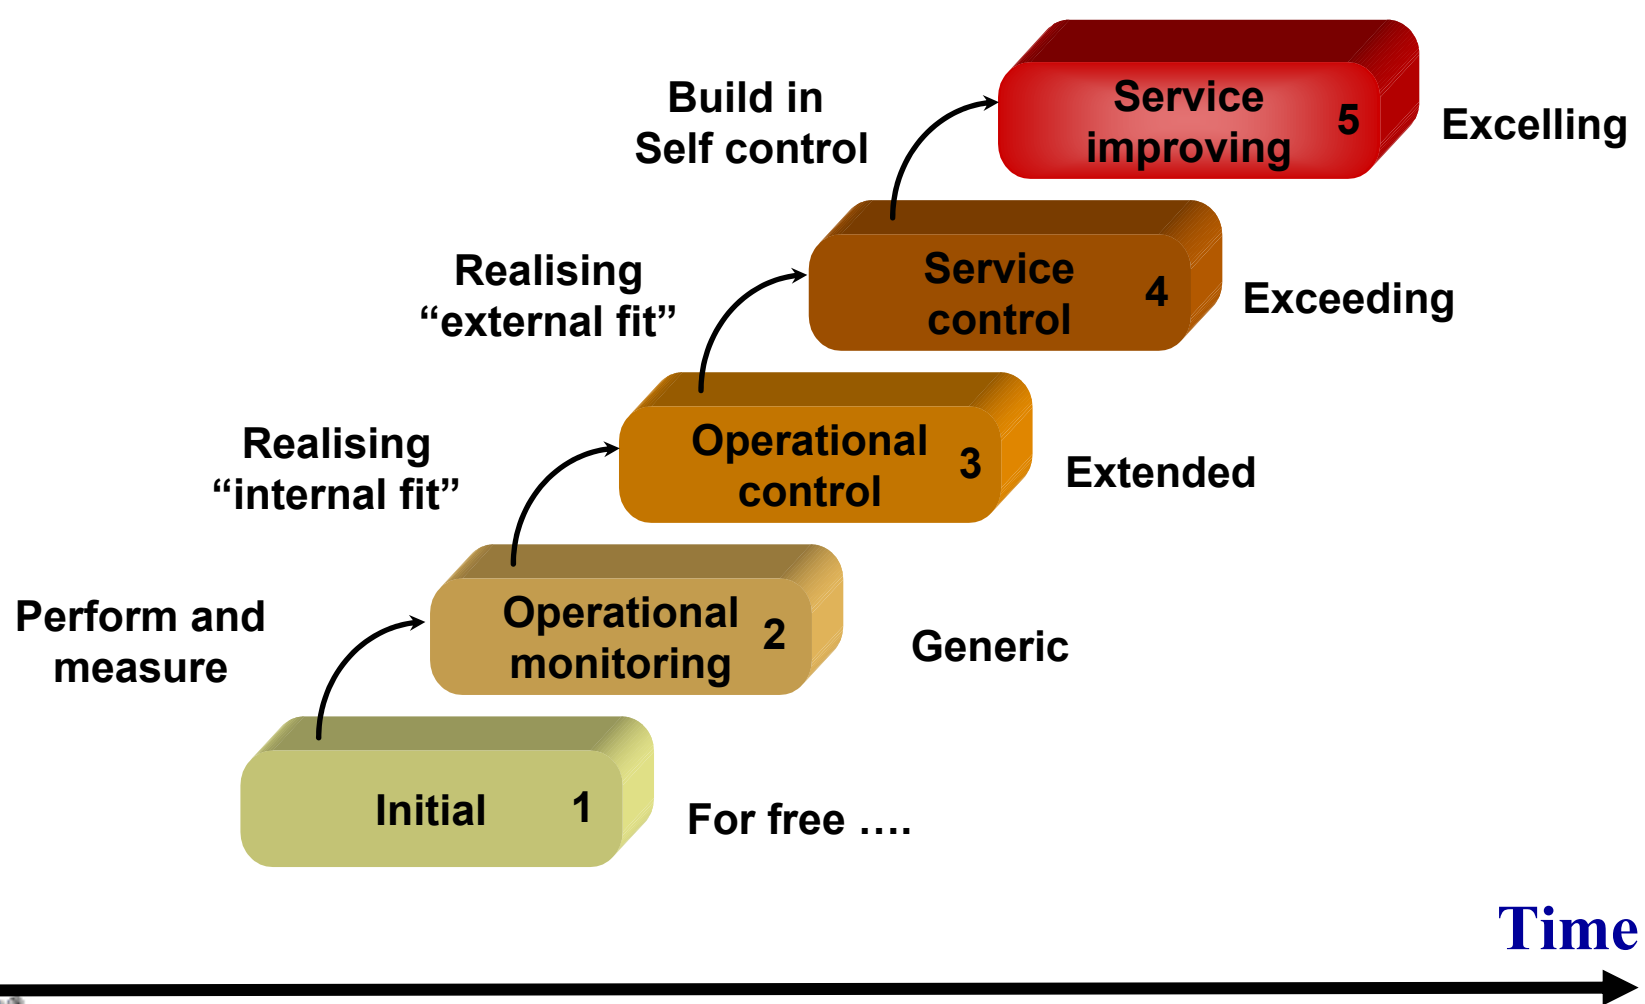 Build in
Self control
Service
improving
5
Excelling
Realising
“external fit”
Service
control
4
Exceeding
Realising
“internal fit”
Operational
control
3
Extended
Perform and
measure
Operational
monitoring
2
Generic
Initial
1
For free ....
Time